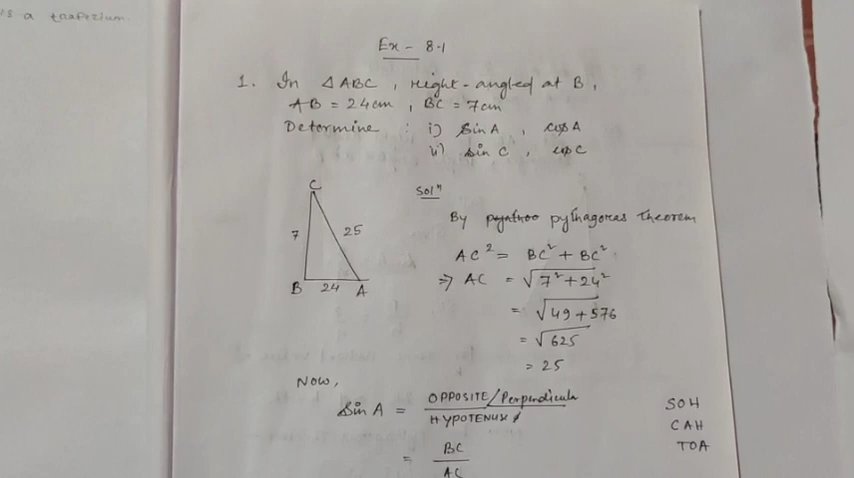 is a trapezium.
Ex - 8.1
1. In △ABC, right-angled at B,
AB = 24cm, BC = 7cm
Determine : i) sin A, cos A
ii) sin C, cos C
C
7 25
B 24 A
Solⁿ
By pythagoras Theorem
AC² = BC² + BC²
⇒ AC = √7²+24²
= √49+576
= √625
= 25
Now,
Sin A = OPPOSITE/Perpendicula
HYPOTENUSE
= BC
AC
SOH
CAH
TOA